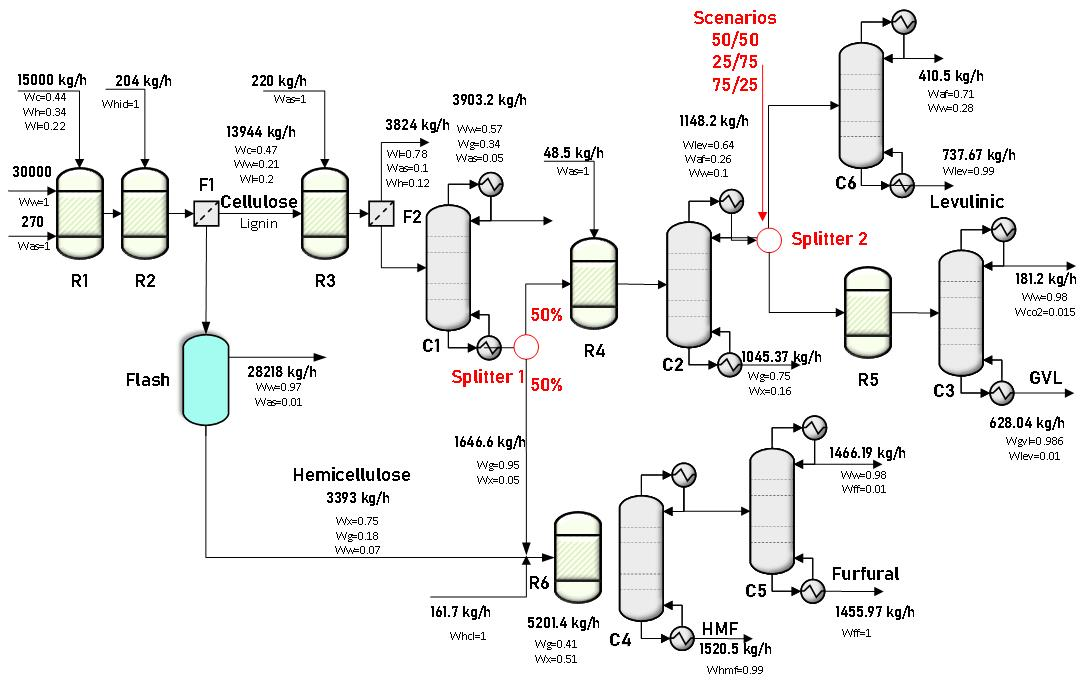 Scenarios
50/50
25/75
75/25
15000 kg/h
Wc=0.44
Wh=0.34
Wl=0.22
204 kg/h
Whid=1
220 kg/h
Was=1
13944 kg/h
Wc=0.47
Ww=0.21
Wl=0.2
3903.2 kg/h
Ww=0.57
Wg=0.34
Was=0.05
3824 kg/h
Wl=0.78
Was=0.1
Wh=0.12
48.5 kg/h
Was=1
1148.2 kg/h
Wlev=0.64
Waf=0.26
Ww=0.1
410.5 kg/h
Waf=0.71
Ww=0.28
C6
737.67 kg/h
Wlev=0.99
Levulinic
30000
Ww=1
270
Was=1
R1
R2
F1
Cellulose
Lignin
R3
F2
C1
Splitter 1
50%
50%
R4
C2
Splitter 2
1045.37kg/h
Wg=0.75
Wx=0.16
R5
C3
181.2 kg/h
Ww=0.98
Wco2=0.015
GVL
628.04 kg/h
Wgvl=0.986
Wlev=0.01
Flash
28218 kg/h
Ww=0.97
Was=0.01
1646.6 kg/h
Wg=0.95
Wx=0.05
Hemicellulose
3393 kg/h
Wx=0.75
Wg=0.18
Ww=0.07
161.7 kg/h
Whcl=1
R6
5201.4 kg/h
Wg=0.41
Wx=0.51
C4
HMF
1520.5 kg/h
Whmf=0.99
C5
1466.19 kg/h
Ww=0.98
Wff=0.01
Furfural
1455.97 kg/h
Wff=1